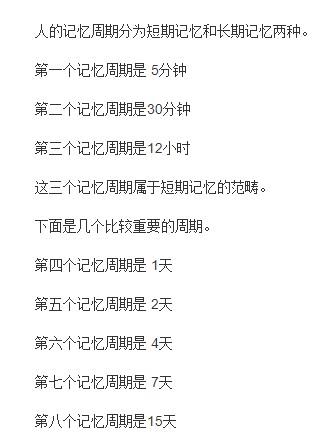 人的记忆周期分为短期记忆和长期记忆两种。
第一个记忆周期是 5分钟
第二个记忆周期是30分钟
第三个记忆周期是12小时
这三个记忆周期属于短期记忆的范畴。
下面是几个比较重要的周期。
第四个记忆周期是 1天
第五个记忆周期是 2天
第六个记忆周期是 4天
第七个记忆周期是 7天
第八个记忆周期是15天